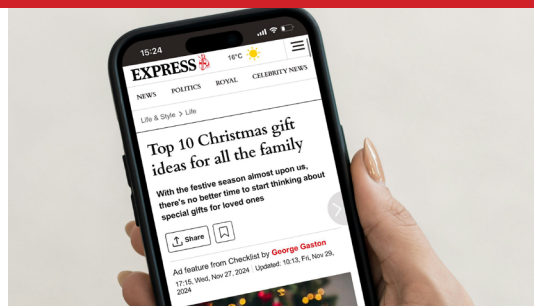 15:24
EXPRESS
16°C
NEWS POLITICS ROYAL CELEBRITY NEWS
Life & Style > Life
Top 10 Christmas gift
ideas for all the family
With the festive season almost upon us,
there's no better time to start thinking about
special gifts for loved ones
Share
Ad feature from Checklist by George Gaston
17:15, Wed, Nov 27, 2024 | Updated: 10:13, Fri, Nov 29,
2024